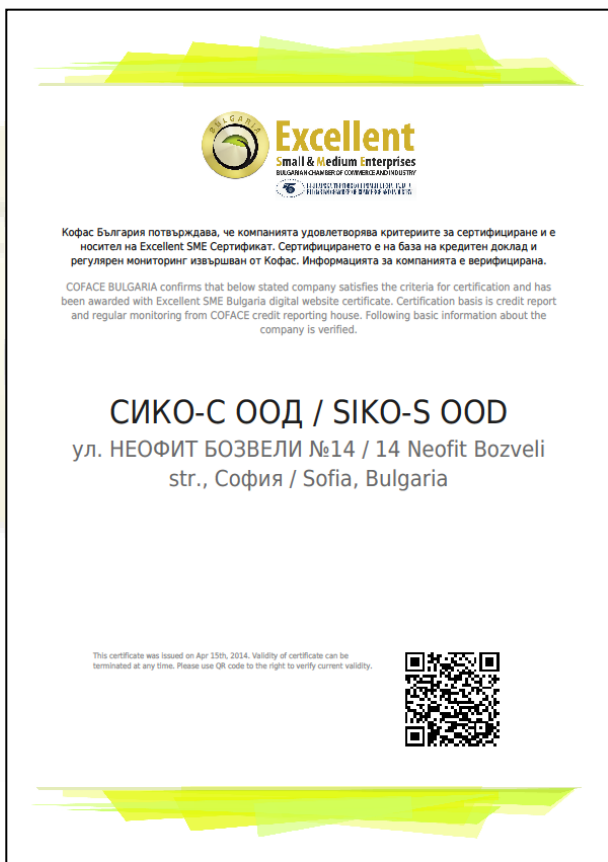 BULGARIA
Excellent
Small & Medium Enterprises
BULGARIAN CHAMBER OF COMMERCE AND INDUSTRY
Кофас България потвърждава, че компанията удовлетворява критериите за сертифициране и е
носител на Excellent SME Сертификат. Сертифицирането е на база на кредитен доклад и
регулярен мониторинг извършван от Кофас. Информацията за компанията е верифицирана.
COFACE BULGARIA confirms that below stated company satisfies the criteria for certification and has
been awarded with Excellent SME Bulgaria digital website certificate. Certification basis is credit report
and regular monitoring from COFACE credit reporting house. Following basic information about the
company is verified.
СИКО-С ООД / SIKO-S OOD
ул. НЕОФИТ БОЗВЕЛИ №14 / 14 Neofit Bozveli
str., София / Sofia, Bulgaria
This certificate was issued on Apr 15th, 2014. Validity of certificate can be
terminated at any time. Please use QR code to the right to verify current validity.